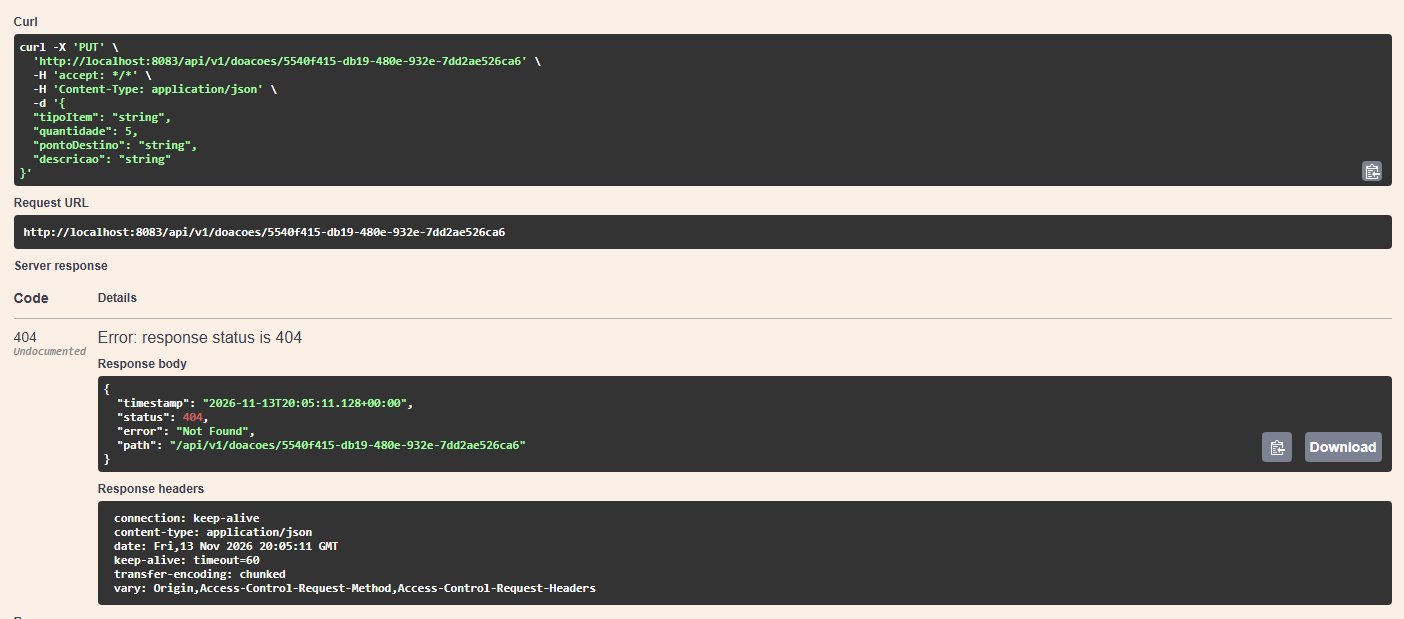 Curl
curl -X 'PUT' \
'http://localhost:8083/api/v1/doacoes/5540f415-db19-480e-932e-7dd2ae526ca6' \
-H 'accept: */*' \
-H 'Content-Type: application/json' \
-d '{
"tipoItem": "string",
"quantidade": 5,
"pontoDestino": "string",
"descricao": "string"
}'
Request URL
http://localhost:8083/api/v1/doacoes/5540f415-db19-480e-932e-7dd2ae526ca6
Server response
Code Details
404 Error: response status is 404
Undocumented
Response body
{
"timestamp": "2026-11-13T20:05:11.128+00:00",
"status": 404,
"error": "Not Found",
"path": "/api/v1/doacoes/5540f415-db19-480e-932e-7dd2ae526ca6"
}
Download
Response headers
connection: keep-alive
content-type: application/json
date: Fri,13 Nov 2026 20:05:11 GMT
keep-alive: timeout=60
transfer-encoding: chunked
vary: Origin,Access-Control-Request-Method,Access-Control-Request-Headers